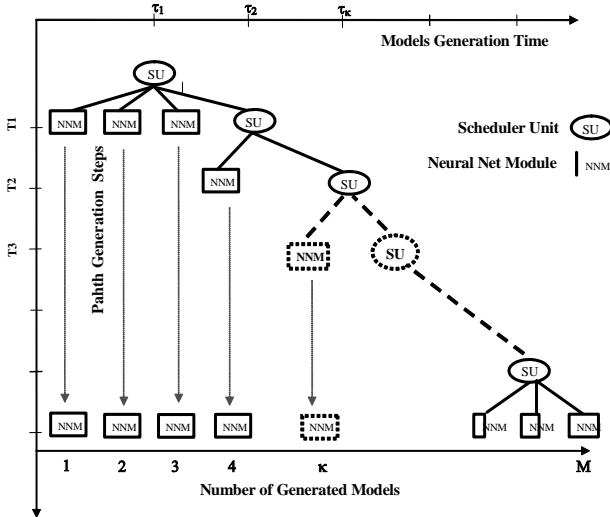 τ1 τ2 τκ
Models Generation Time
SU
T1 NNM NNM NNM SU
Scheduler Unit SU
Neural Net Module NNM
T2 NNM SU
T3 NNM SU
Pahth Generation Steps
SU
NNM NNM NNM NNM NNM NNM NNM NNM
1 2 3 4 κ M
Number of Generated Models